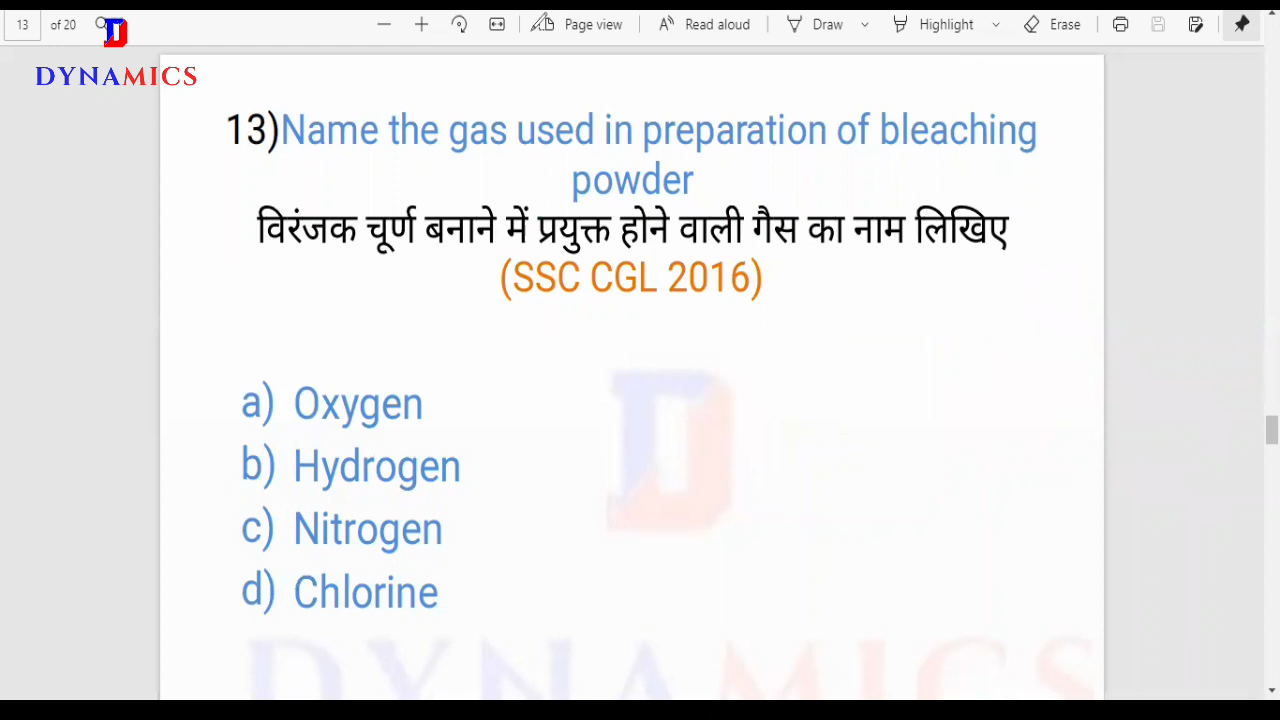 13 of 20 Page view Read aloud Draw Highlight Erase
DYNAMICS
13)Name the gas used in preparation of bleaching
powder
विरंजक चूर्ण बनाने में प्रयुक्त होने वाली गैस का नाम लिखिए
(SSC CGL 2016)
a) Oxygen
b) Hydrogen
c) Nitrogen
d) Chlorine
DYNAMICS